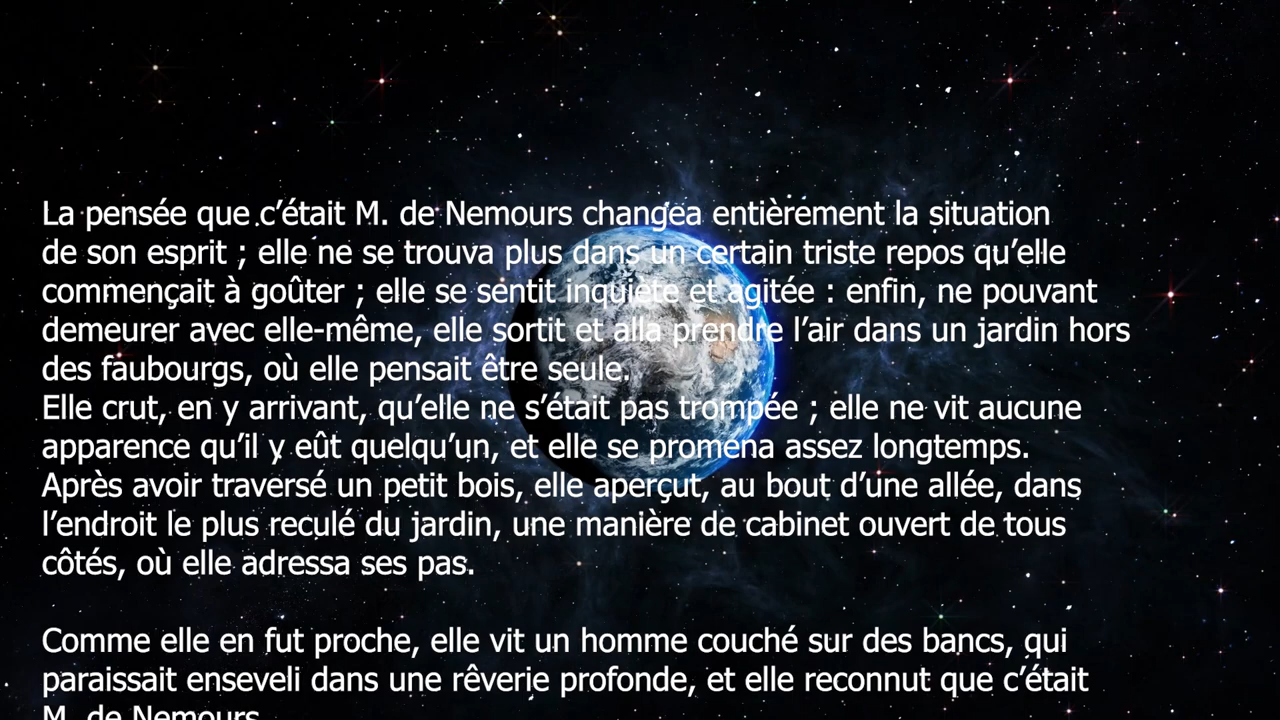 La pensée que c’était M. de Nemours changea entièrement la situation
de son esprit ; elle ne se trouva plus dans un certain triste repos qu’elle
commençait à goûter ; elle se sentit inquiète et agitée : enfin, ne pouvant
demeurer avec elle-même, elle sortit et alla prendre l’air dans un jardin hors
des faubourgs, où elle pensait être seule.
Elle crut, en y arrivant, qu’elle ne s’était pas trompée ; elle ne vit aucune
apparence qu’il y eût quelqu’un, et elle se promena assez longtemps.
Après avoir traversé un petit bois, elle aperçut, au bout d’une allée, dans
l’endroit le plus reculé du jardin, une manière de cabinet ouvert de tous
côtés, où elle adressa ses pas.
Comme elle en fut proche, elle vit un homme couché sur des bancs, qui
paraissait enseveli dans une rêverie profonde, et elle reconnut que c’était
M. de Nemours.